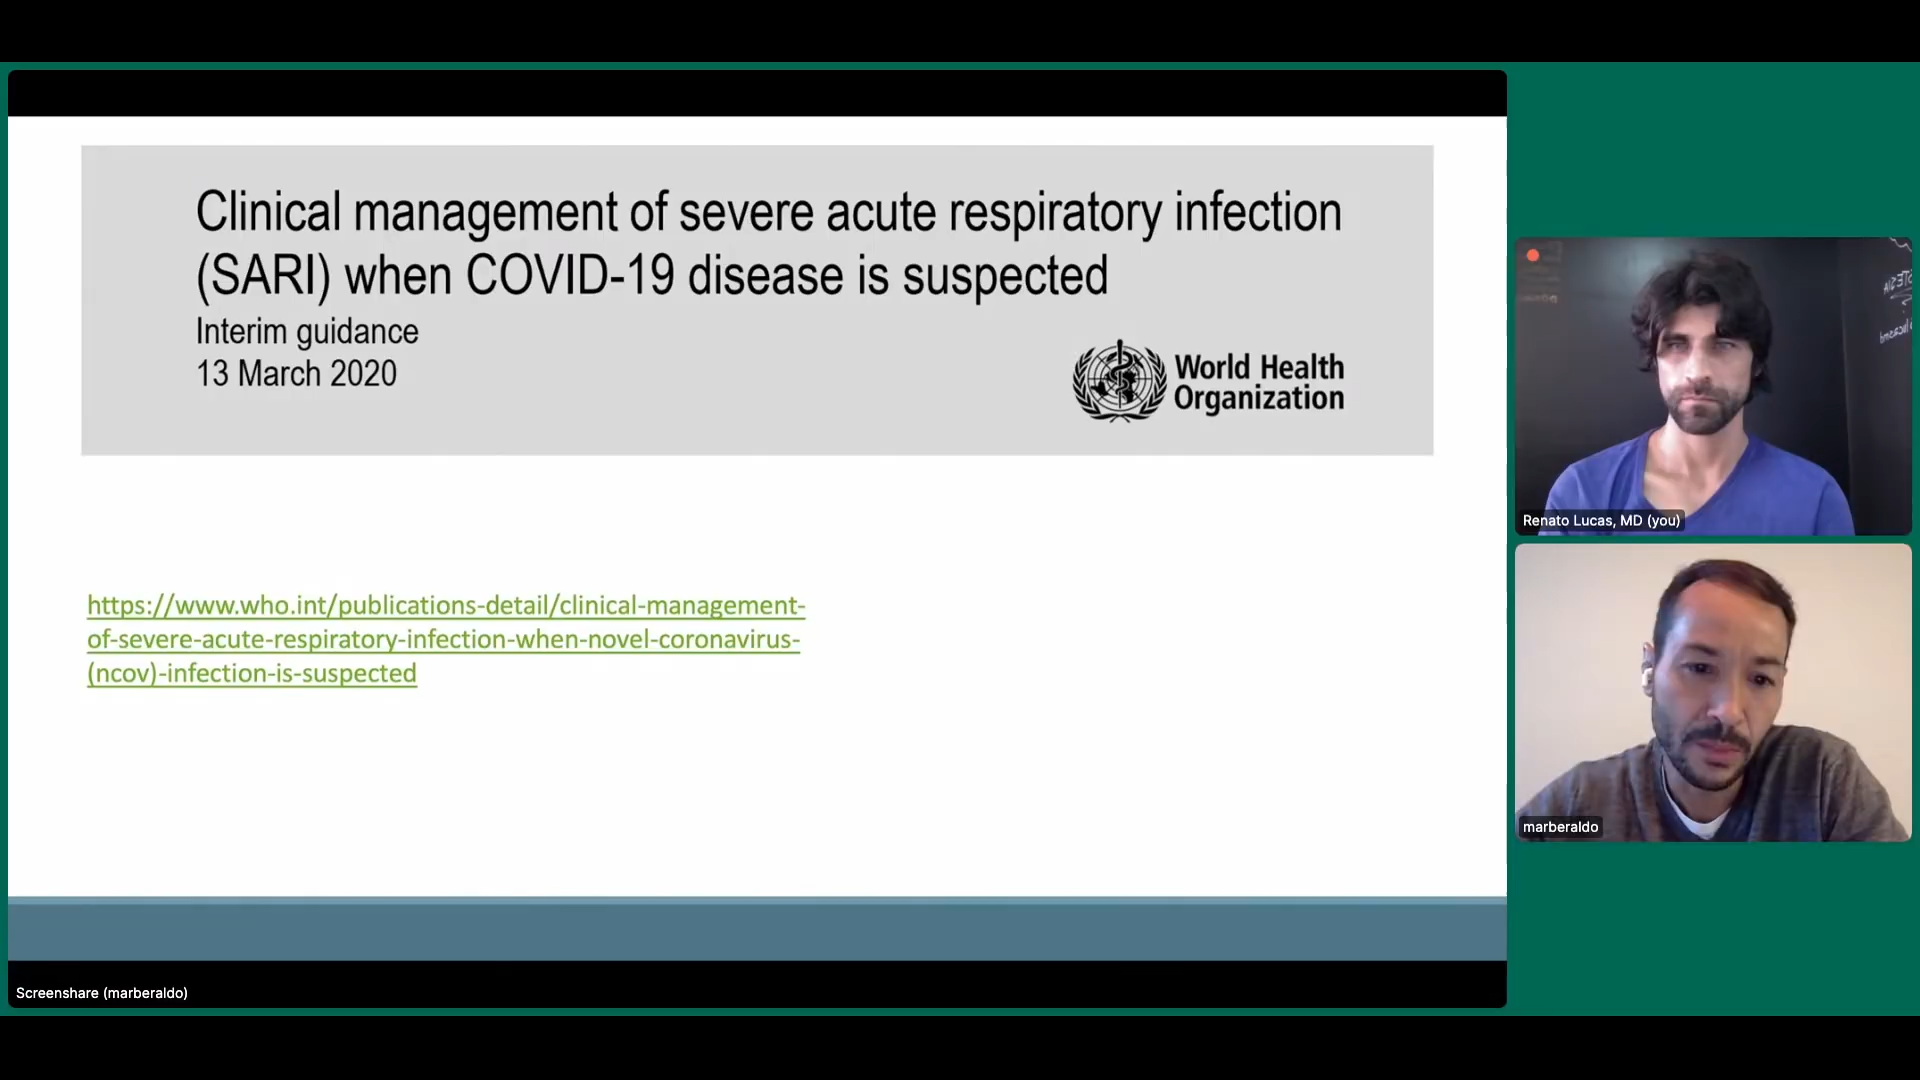 Clinical management of severe acute respiratory infection
(SARI) when COVID-19 disease is suspected
Interim guidance
13 March 2020
World Health
Organization
https://www.who.int/publications-detail/clinical-management-
of-severe-acute-respiratory-infection-when-novel-coronavirus-
(ncov)-infection-is-suspected
Screenshare (marberaldo)
Renato Lucas, MD (you)
marberaldo